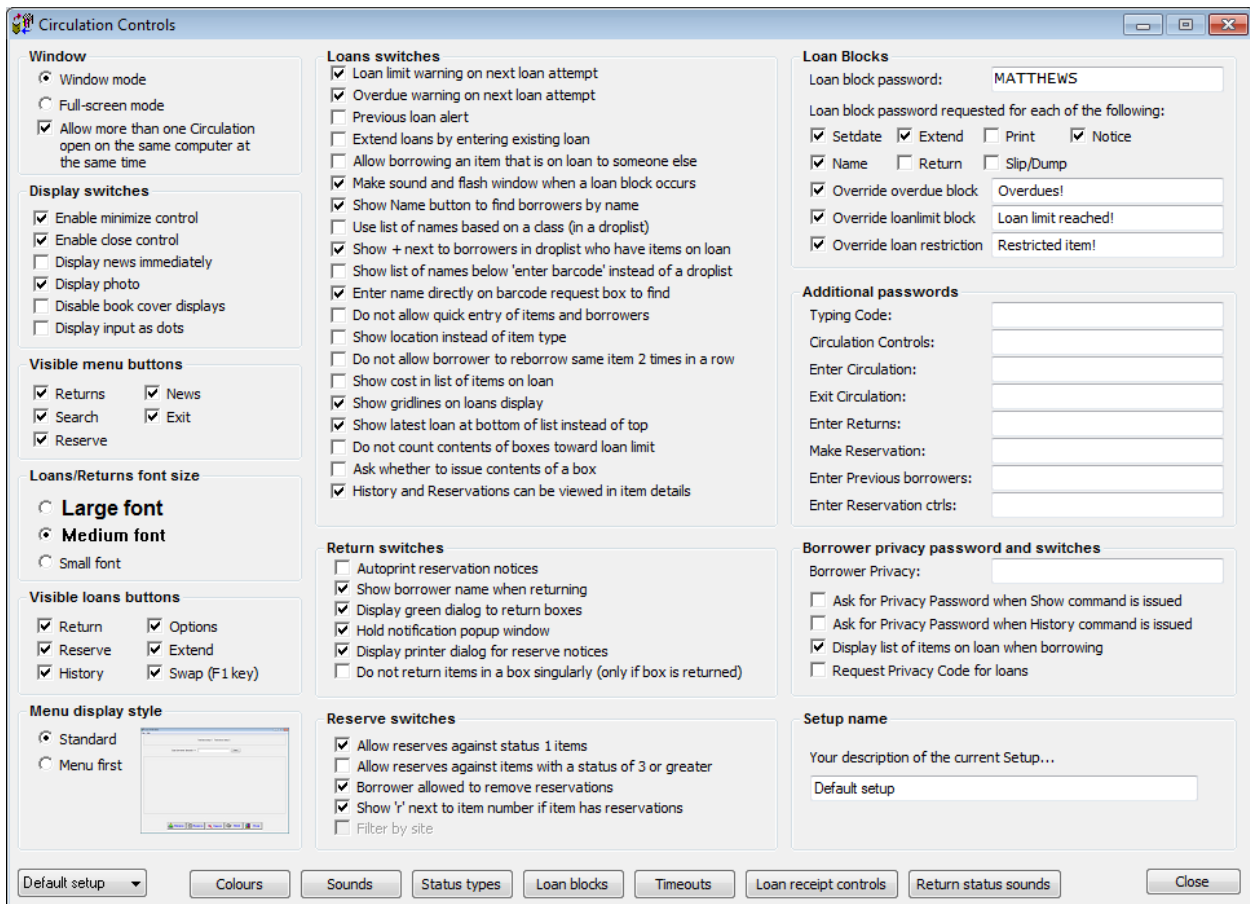 Circulation Controls
Window
Window mode
Full-screen mode
Allow more than one Circulation
open on the same computer at
the same time
Display switches
Enable minimize control
Enable close control
Display news immediately
Display photo
Disable book cover displays
Display input as dots
Visible menu buttons
Returns News
Search Exit
Reserve
Loans/Returns font size
Large font
Medium font
Small font
Visible loans buttons
Return Options
Reserve Extend
History Swap (F1 key)
Menu display style
Standard
Menu first
Loans switches
Loan limit warning on next loan attempt
Overdue warning on next loan attempt
Previous loan alert
Extend loans by entering existing loan
Allow borrowing an item that is on loan to someone else
Make sound and flash window when a loan block occurs
Show Name button to find borrowers by name
Use list of names based on a class (in a droplist)
Show + next to borrowers in droplist who have items on loan
Show list of names below 'enter barcode' instead of a droplist
Enter name directly on barcode request box to find
Do not allow quick entry of items and borrowers
Show location instead of item type
Do not allow borrower to reborrow same item 2 times in a row
Show cost in list of items on loan
Show gridlines on loans display
Show latest loan at bottom of list instead of top
Do not count contents of boxes toward loan limit
Ask whether to issue contents of a box
History and Reservations can be viewed in item details
Return switches
Autoprint reservation notices
Show borrower name when returning
Display green dialog to return boxes
Hold notification popup window
Display printer dialog for reserve notices
Do not return items in a box singularly (only if box is returned)
Reserve switches
Allow reserves against status 1 items
Allow reserves against items with a status of 3 or greater
Borrower allowed to remove reservations
Show 'r' next to item number if item has reservations
Filter by site
Loan Blocks
Loan block password: MATTHEWS
Loan block password requested for each of the following:
Setdate Extend Print Notice
Name Return Slip/Dump
Override overdue block Overdues!
Override loanlimit block Loan limit reached!
Override loan restriction Restricted item!
Additional passwords
Typing Code:
Circulation Controls:
Enter Circulation:
Exit Circulation:
Enter Returns:
Make Reservation:
Enter Previous borrowers:
Enter Reservation ctrls:
Borrower privacy password and switches
Borrower Privacy:
Ask for Privacy Password when Show command is issued
Ask for Privacy Password when History command is issued
Display list of items on loan when borrowing
Request Privacy Code for loans
Setup name
Your description of the current Setup...
Default setup
Default setup Colours Sounds Status types Loan blocks Timeouts Loan receipt controls Return status sounds Close